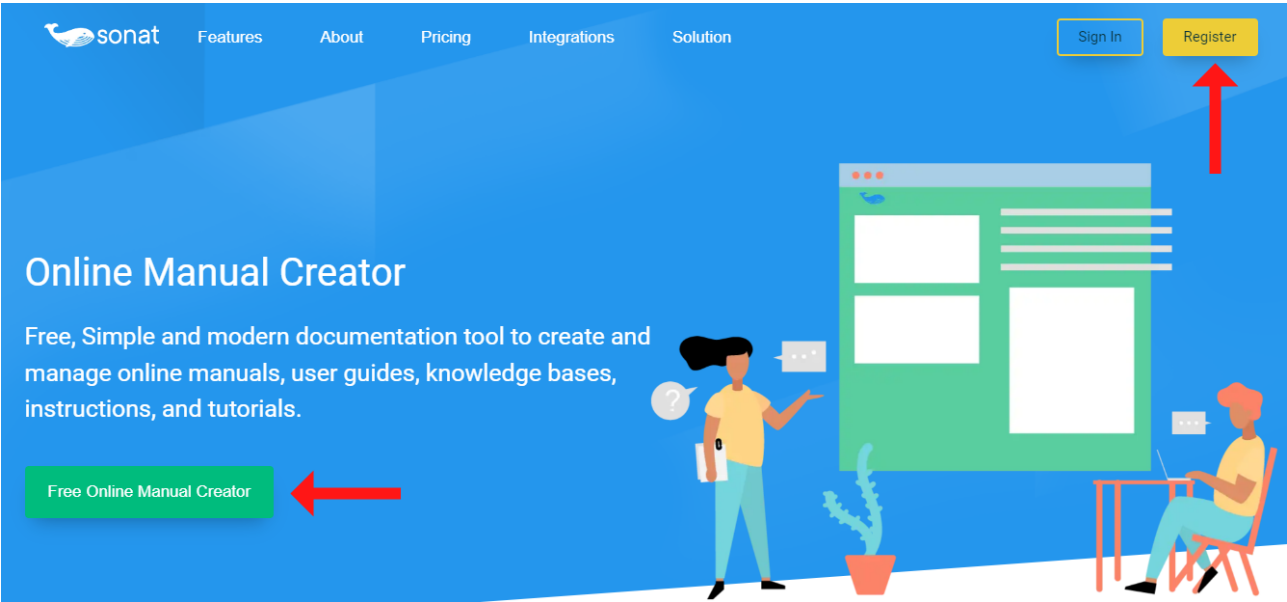 sonat
Features
About
Pricing
Integrations
Solution
Sign In
Register
Online Manual Creator
Free, Simple and modern documentation tool to create and
manage online manuals, user guides, knowledge bases,
instructions, and tutorials.
?
Free Online Manual Creator